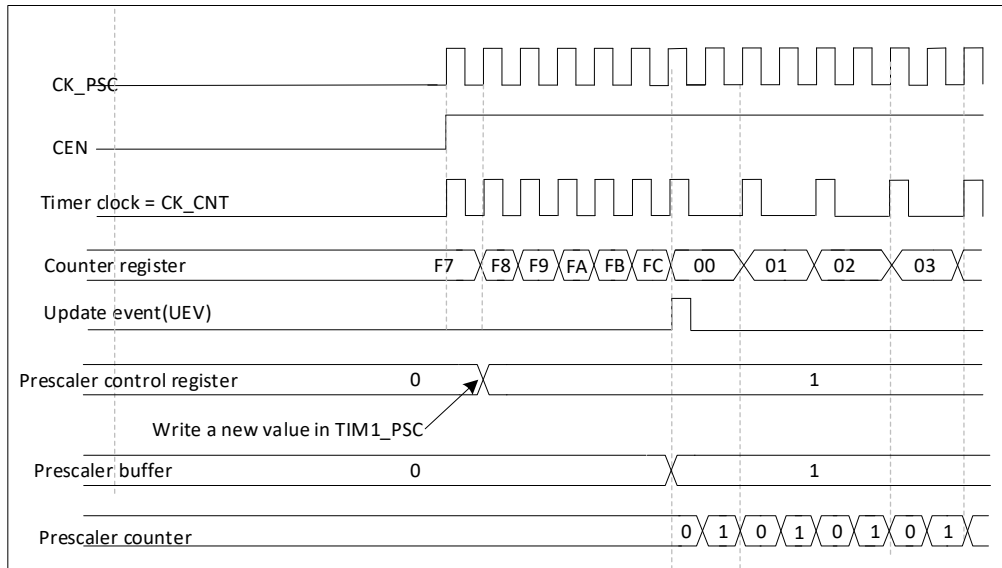 CK_PSC
CEN
Timer clock = CK_CNT
Counter register F7 F8 F9 FA FB FC 00 01 02 03
Update event(UEV)
Prescaler control register 0 1
Write a new value in TIM1_PSC
Prescaler buffer 0 1
Prescaler counter 0 1 0 1 0 1 0 1